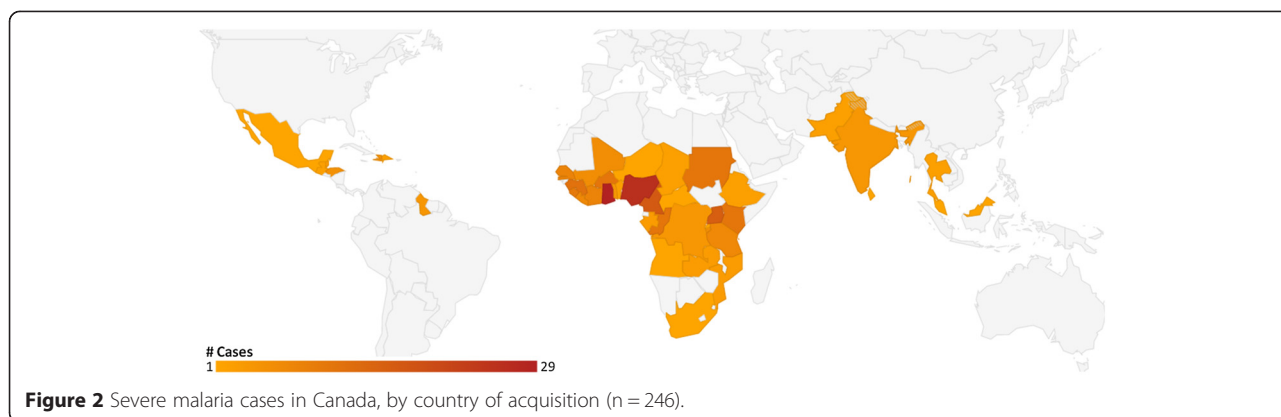 # Cases
1 29
Figure 2 Severe malaria cases in Canada, by country of acquisition (n = 246).